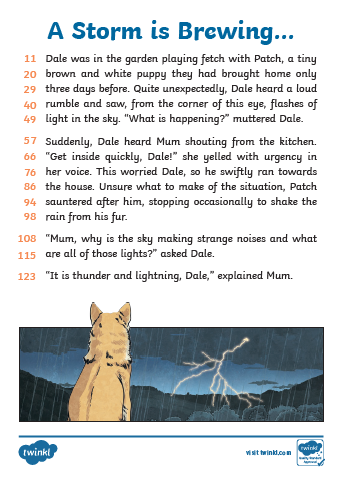 A Storm is Brewing...
11 Dale was in the garden playing fetch with Patch, a tiny
20 brown and white puppy they had brought home only
29 three days before. Quite unexpectedly, Dale heard a loud
40 rumble and saw, from the corner of this eye, flashes of
49 light in the sky. “What is happening?” muttered Dale.
57 Suddenly, Dale heard Mum shouting from the kitchen.
66 “Get inside quickly, Dale!” she yelled with urgency in
76 her voice. This worried Dale, so he swiftly ran towards
86 the house. Unsure what to make of the situation, Patch
94 sauntered after him, stopping occasionally to shake the
98 rain from his fur.
108 “Mum, why is the sky making strange noises and what
115 are all of those lights?” asked Dale.
123 “It is thunder and lightning, Dale,” explained Mum.
twinkl
visit twinkl.com
twinkl
Quality Standard
Approved